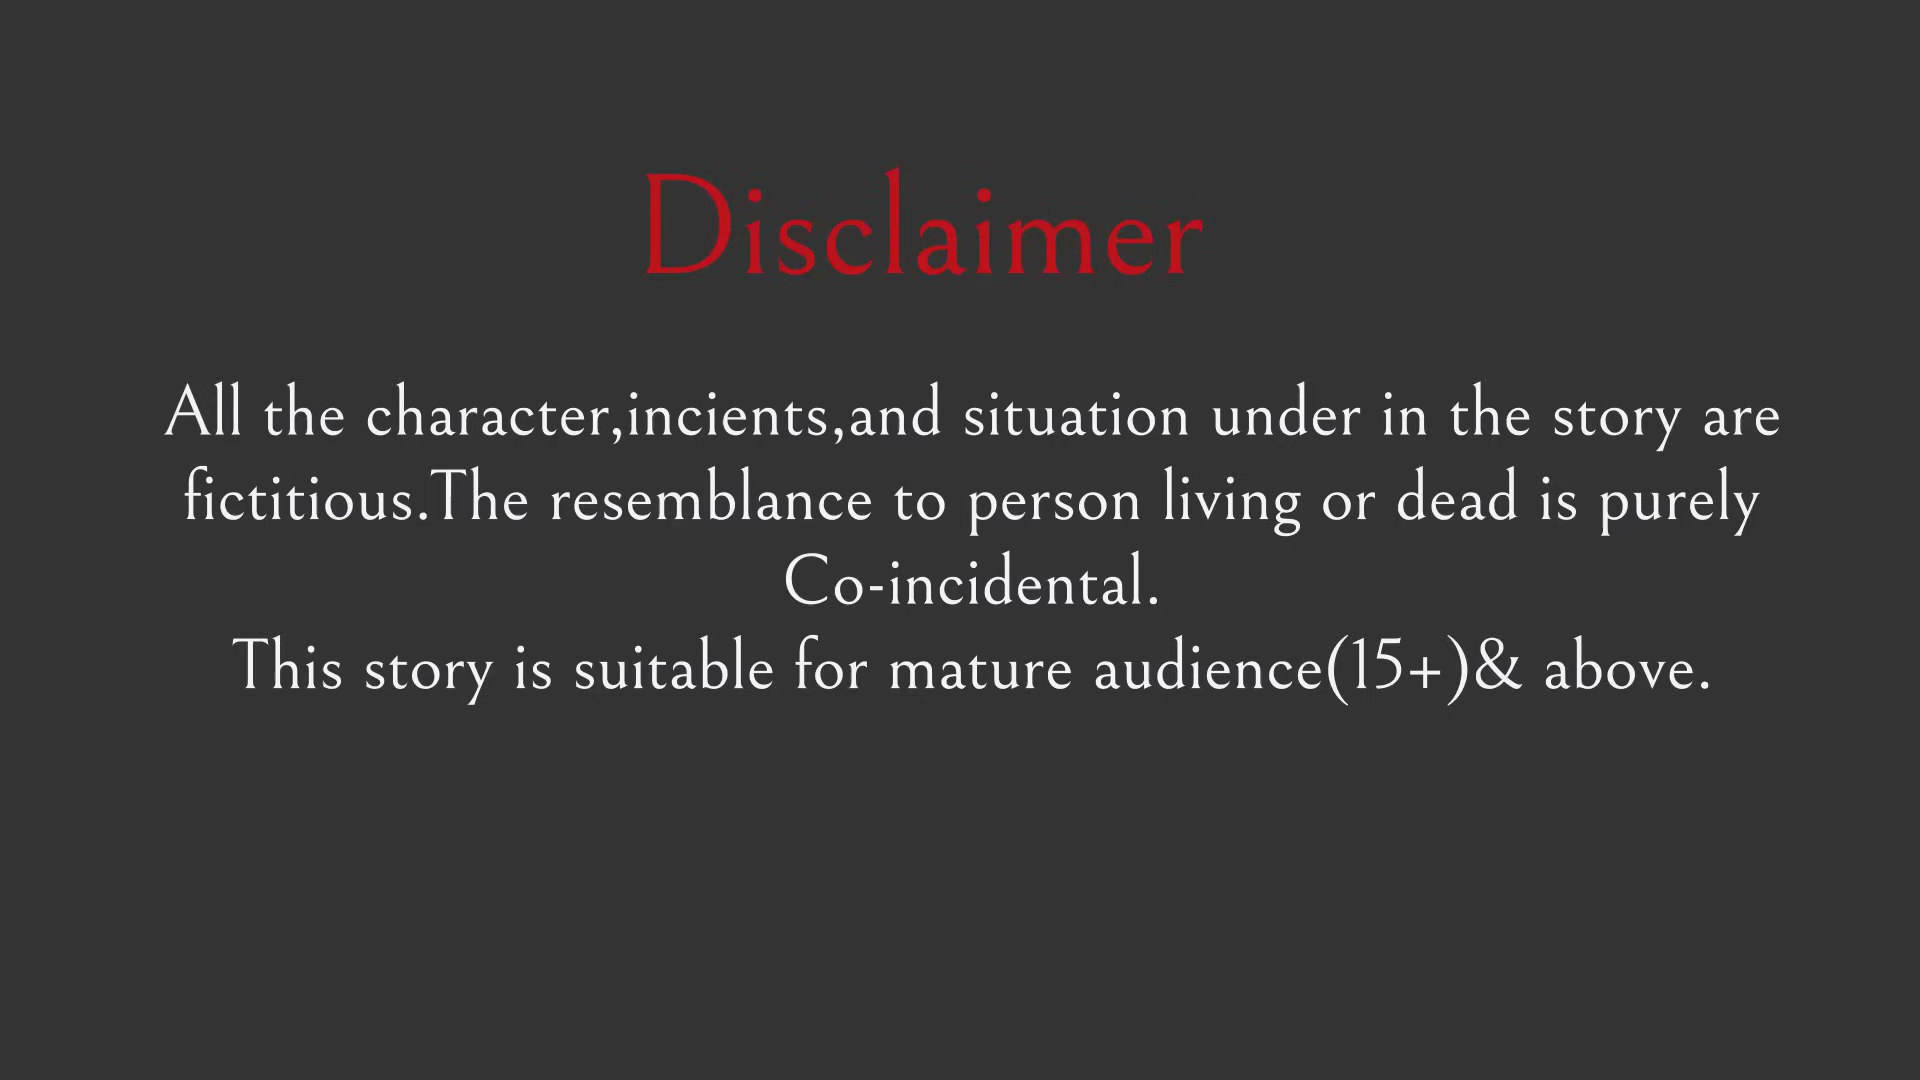 Disclaimer
All the character,incients,and situation under in the story are
fictitious.The resemblance to person living or dead is purely
Co-incidental.
This story is suitable for mature audience(15+)& above.